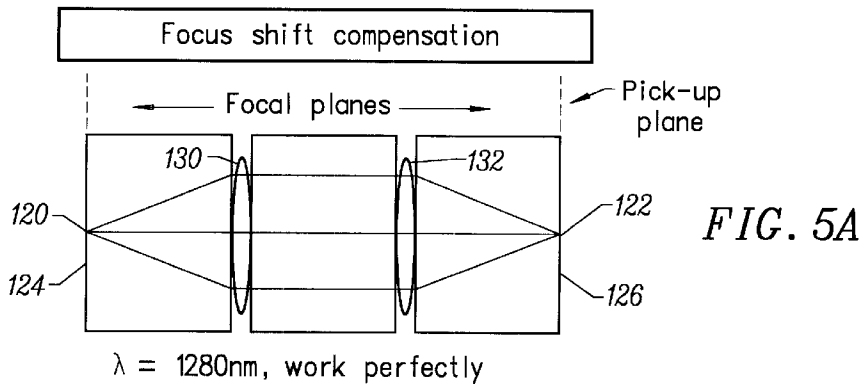 Focus shift compensation
Focal planes
Pick-up
plane
130
132
120
122
124
126
FIG. 5A
λ = 1280nm, work perfectly